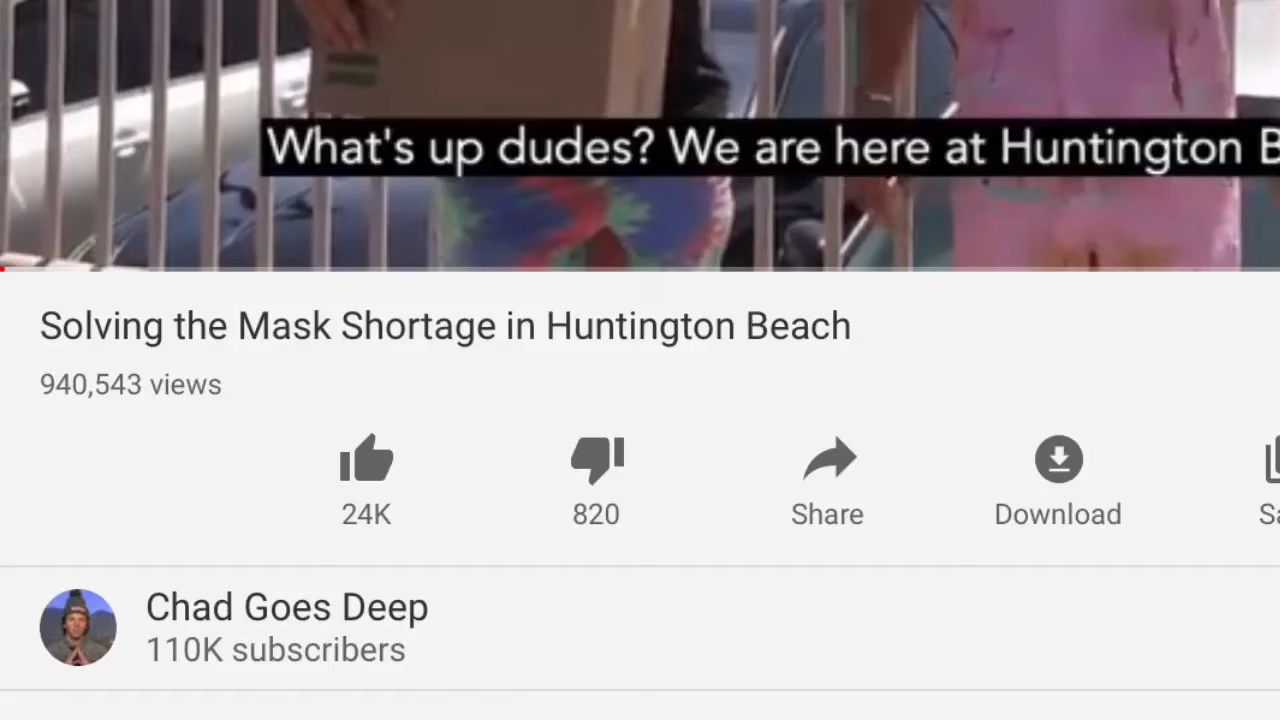 What's up dudes? We are here at Huntington B
Solving the Mask Shortage in Huntington Beach
940,543 views
24K
820
Share
Download
Sa
Chad Goes Deep
110K subscribers